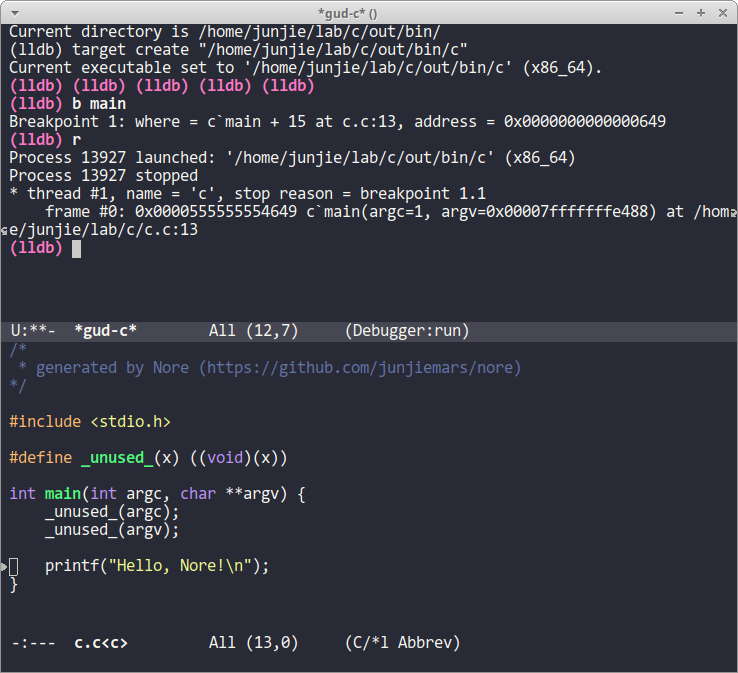 *gud-c* ()
Current directory is /home/junjie/lab/c/out/bin/
(lldb) target create "/home/junjie/lab/c/out/bin/c"
Current executable set to '/home/junjie/lab/c/out/bin/c' (x86_64).
(lldb) (lldb) (lldb) (lldb) (lldb)
(lldb) b main
Breakpoint 1: where = c`main + 15 at c.c:13, address = 0x0000000000000649
(lldb) r
Process 13927 launched: '/home/junjie/lab/c/out/bin/c' (x86_64)
Process 13927 stopped
* thread #1, name = 'c', stop reason = breakpoint 1.1
    frame #0: 0x0000555555554649 c`main(argc=1, argv=0x00007fffffffe488) at /hom
e/junjie/lab/c/c.c:13
(lldb)
U:**-  *gud-c*        All (12,7)     (Debugger:run)
/*
 * generated by Nore (https://github.com/junjiemars/nore)
*/
#include <stdio.h>
#define _unused_(x) ((void)(x))
int main(int argc, char **argv) {
    _unused_(argc);
    _unused_(argv);
    printf("Hello, Nore!\n");
}
-:---  c.c<c>         All (13,0)     (C/*l Abbrev)